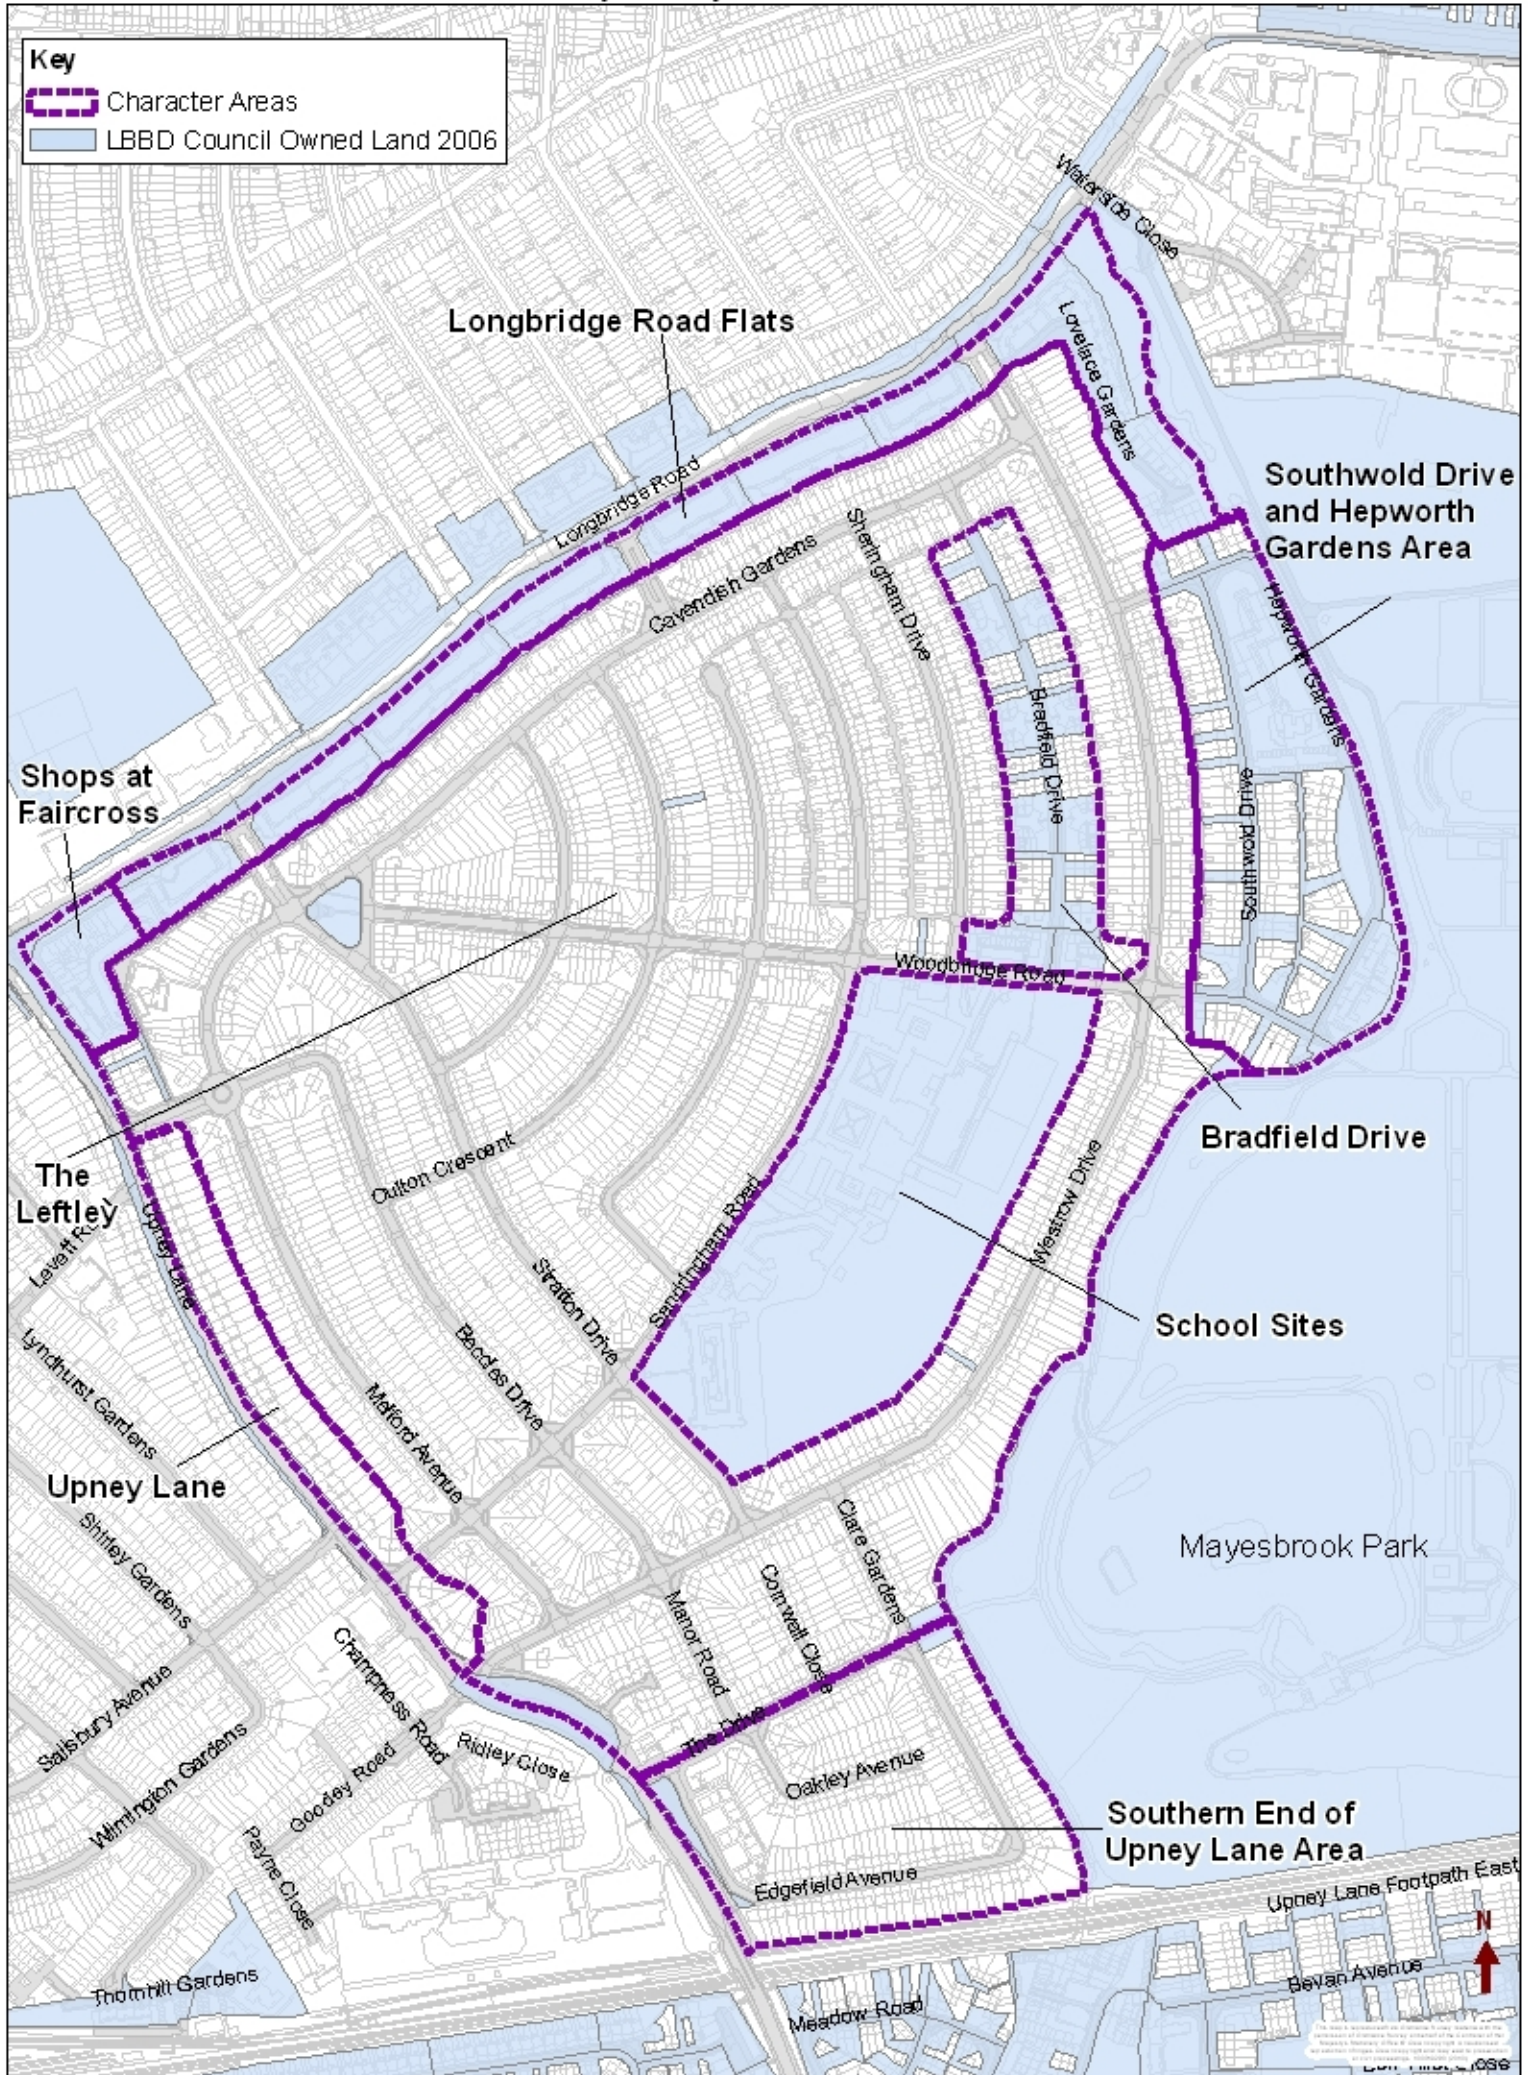 Key
Character Areas
LBBD Council Owned Land 2006
Waterside Close
Longbridge Road Flats
Lovelace Gardens
Southwold Drive
and Hepworth
Gardens Area
Longbridge Road
Sheringham Drive
Cavendish Gardens
Hepworth Gardens
Bradfield Drive
Shops at
Faircross
Southwold Drive
Woodbridge Road
Bradfield Drive
Oulton Crescent
The
Leftley
Westrow Drive
Sandringham Road
Upney Lane
Levett
School Sites
Stratton Drive
Beccles Drive
Lyndhurst Gardens
Melford Avenue
Upney Lane
Clare Gardens
Shirley Gardens
Mayesbrook Park
Cornwell Close
Manor Road
Champness Road
Salisbury Avenue
The Drive
Ridley Close
Goodey Road
Wilmington Gardens
Oakley Avenue
Southern End of
Upney Lane Area
Payne Close
Edgefield Avenue
Upney Lane Footpath East
N
Bevan Avenue
Thornhill Gardens
Meadow Road